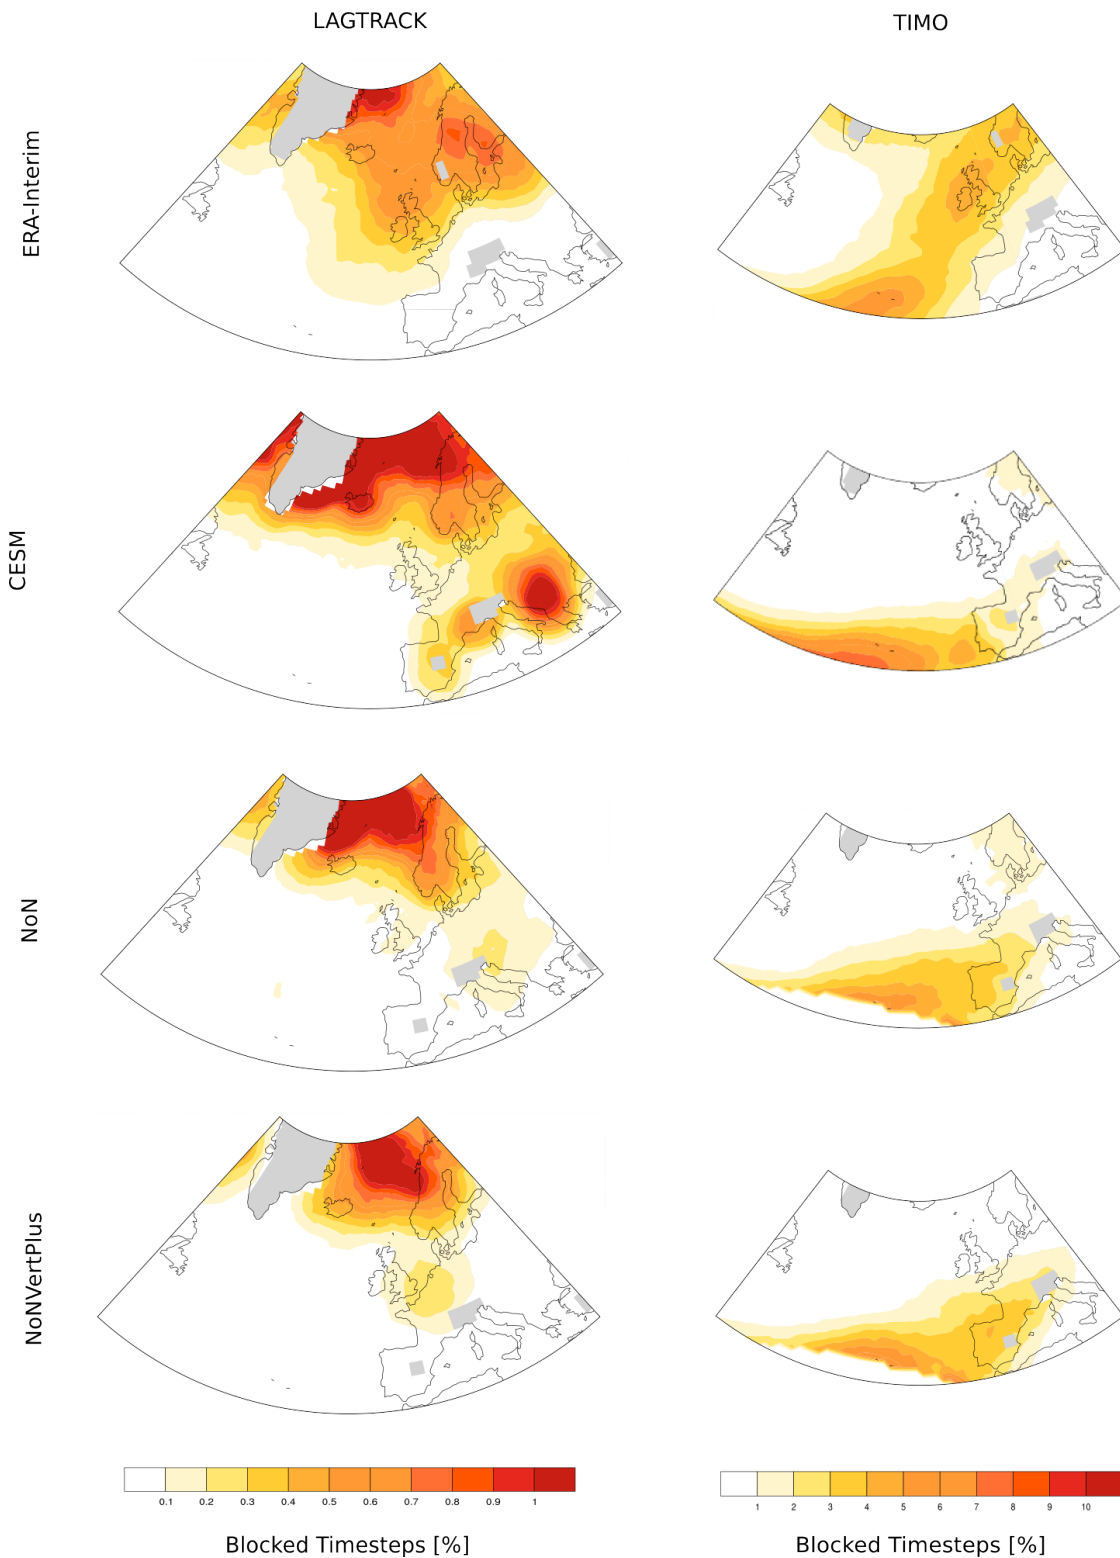 LAGTRACK
TIMO
ERA-Interim
CESM
NoN
NoNVertPlus
0.1 0.2 0.3 0.4 0.5 0.6 0.7 0.8 0.9 1
1 2 3 4 5 6 7 8 9 10
Blocked Timesteps [%]
Blocked Timesteps [%]